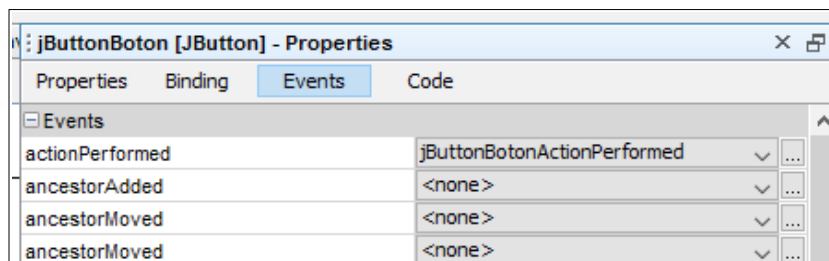 jButtonBoton [JButton] - Properties
Properties Binding Events Code
Events
actionPerformed jButtonBotonActionPerformed ...
ancestorAdded <none> ...
ancestorMoved <none> ...
ancestorMoved <none> ...